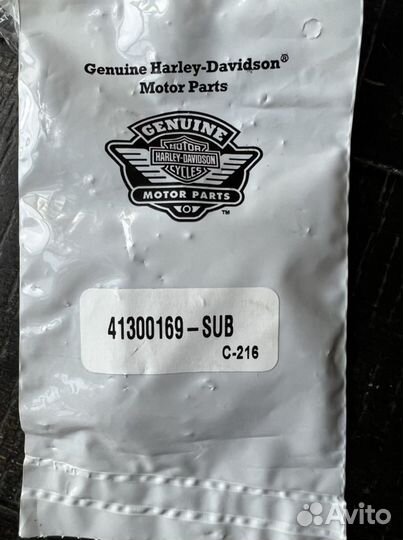 Genuine Harley-Davidson®
Motor Parts
GENUINE
MOTOR
HARLEY-DAVIDSON
CYCLES
MOTOR PARTS
TM
41300169-SUB
C-216
Avito